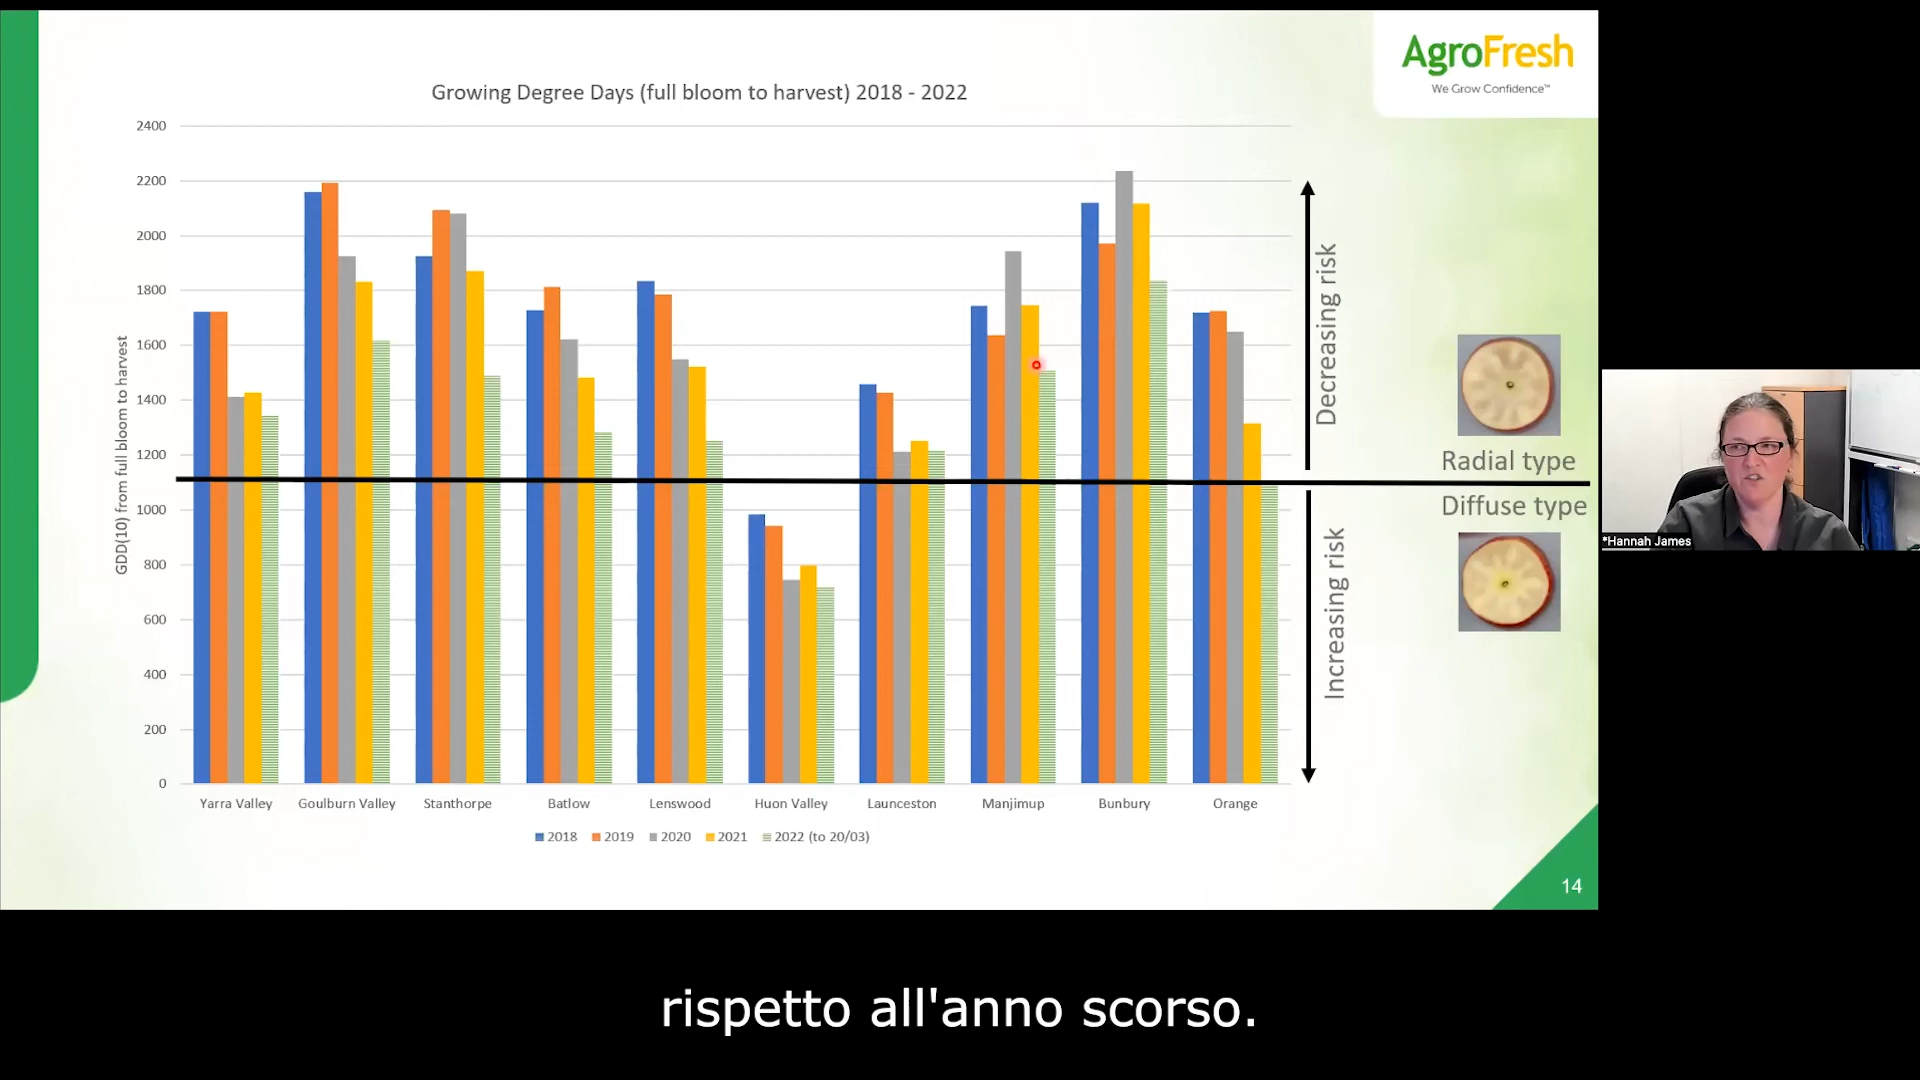 AgroFresh
We Grow Confidence™
Growing Degree Days (full bloom to harvest) 2018 - 2022
GDD(10) from full bloom to harvest
2400
2200
2000
1800
1600
1400
1200
1000
800
600
400
200
0
Yarra Valley Goulburn Valley Stanthorpe Batlow Lenswood Huon Valley Launceston Manjimup Bunbury Orange
2018 2019 2020 2021 2022 (to 20/03)
Decreasing risk
Increasing risk
Radial type
Diffuse type
14
*Hannah James
rispetto all'anno scorso.